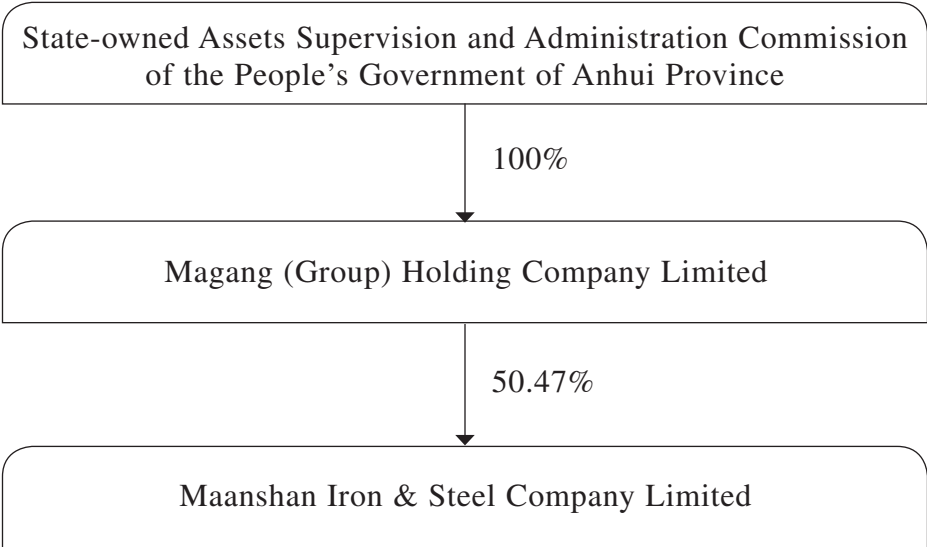 State-owned Assets Supervision and Administration Commission
of the People’s Government of Anhui Province
100%
Magang (Group) Holding Company Limited
50.47%
Maanshan Iron & Steel Company Limited